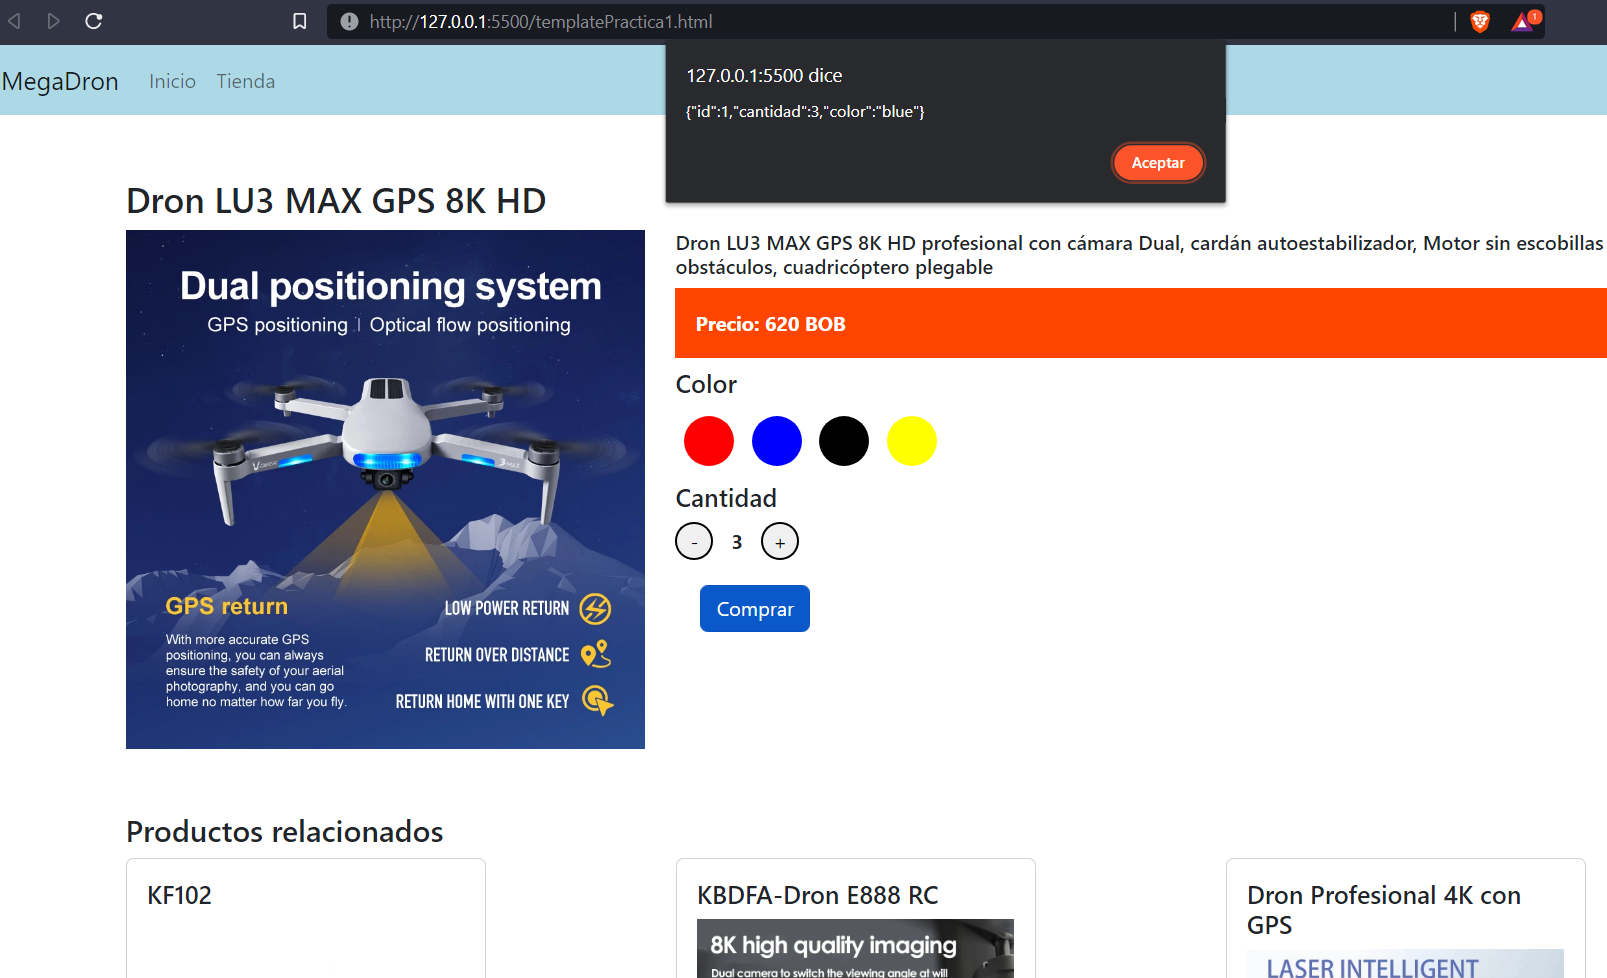 http://127.0.0.1:5500/templatePractica1.html
1
MegaDron Inicio Tienda
127.0.0.1:5500 dice
{"id":1,"cantidad":3,"color":"blue"}
Aceptar
Dron LU3 MAX GPS 8K HD
Dual positioning system
GPS positioning | Optical flow positioning
GPS return
With more accurate GPS
positioning, you can always
ensure the safety of your aerial
photography, and you can go
home no matter how far you fly.
LOW POWER RETURN
RETURN OVER DISTANCE
RETURN HOME WITH ONE KEY
Dron LU3 MAX GPS 8K HD profesional con cámara Dual, cardán autoestabilizador, Motor sin escobillas
obstáculos, cuadricóptero plegable
Precio: 620 BOB
Color
Cantidad
- 3 +
Comprar
Productos relacionados
KF102
KBDFA-Dron E888 RC
8K high quality imaging
Dual camera to switch the viewing angle at will
Dron Profesional 4K con
GPS
LASER INTELLIGENT